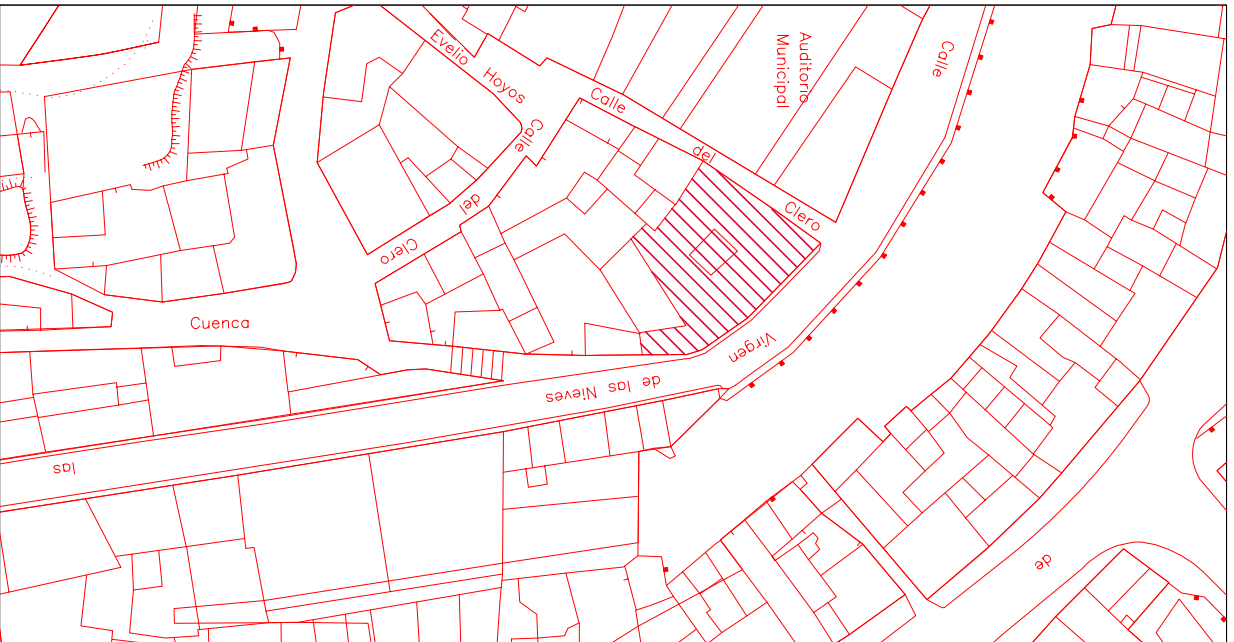 Evelio
Hoyos
Calle
del
Clero
Auditorio
Municipal
Calle
Calle
del
Clero
Cuenca
Virgen
de las Nieves
las
de